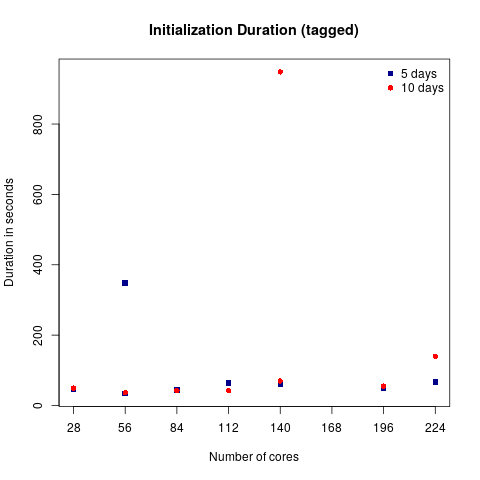 Initialization Duration (tagged)
5 days
10 days
Duration in seconds
800
600
400
200
0
28 56 84 112 140 168 196 224
Number of cores